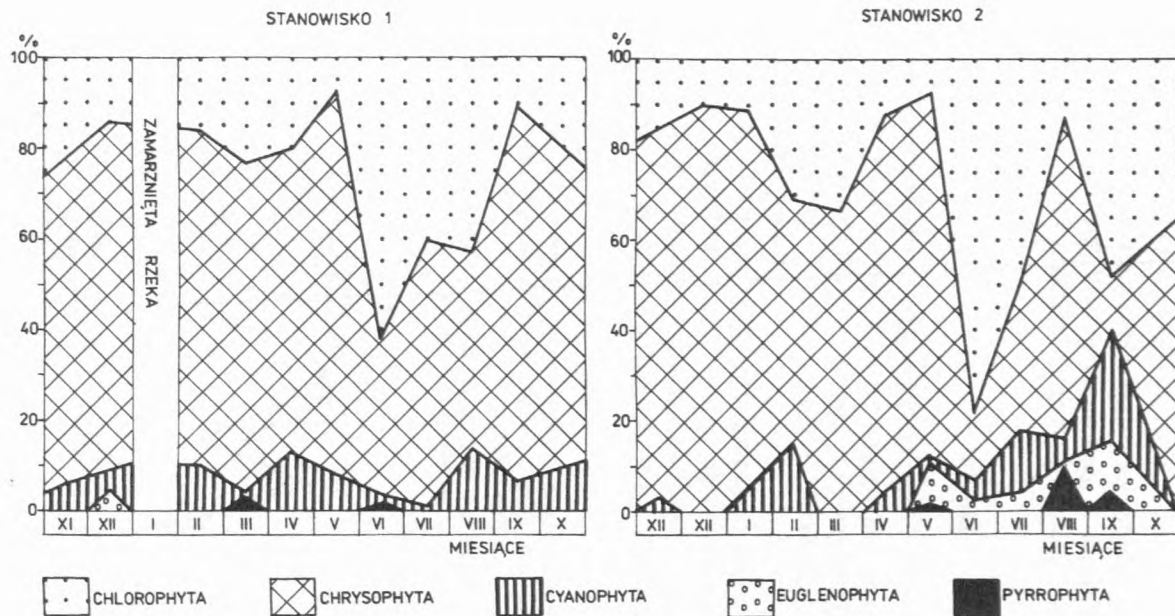 STANOWISKO 1
%
100
80
60
40
20
0
ZAMARZNIĘTA RZEKA
XI XII I II III IV V VI VII VIII IX X
MIESIĄCE
STANOWISKO 2
%
100
80
60
40
20
0
XII XII I II III IV V VI VII VIII IX X
MIESIĄCE
CHLOROPHYTA CHRYSOPHYTA CYANOPHYTA EUGLENOPHYTA PYRROPHYTA